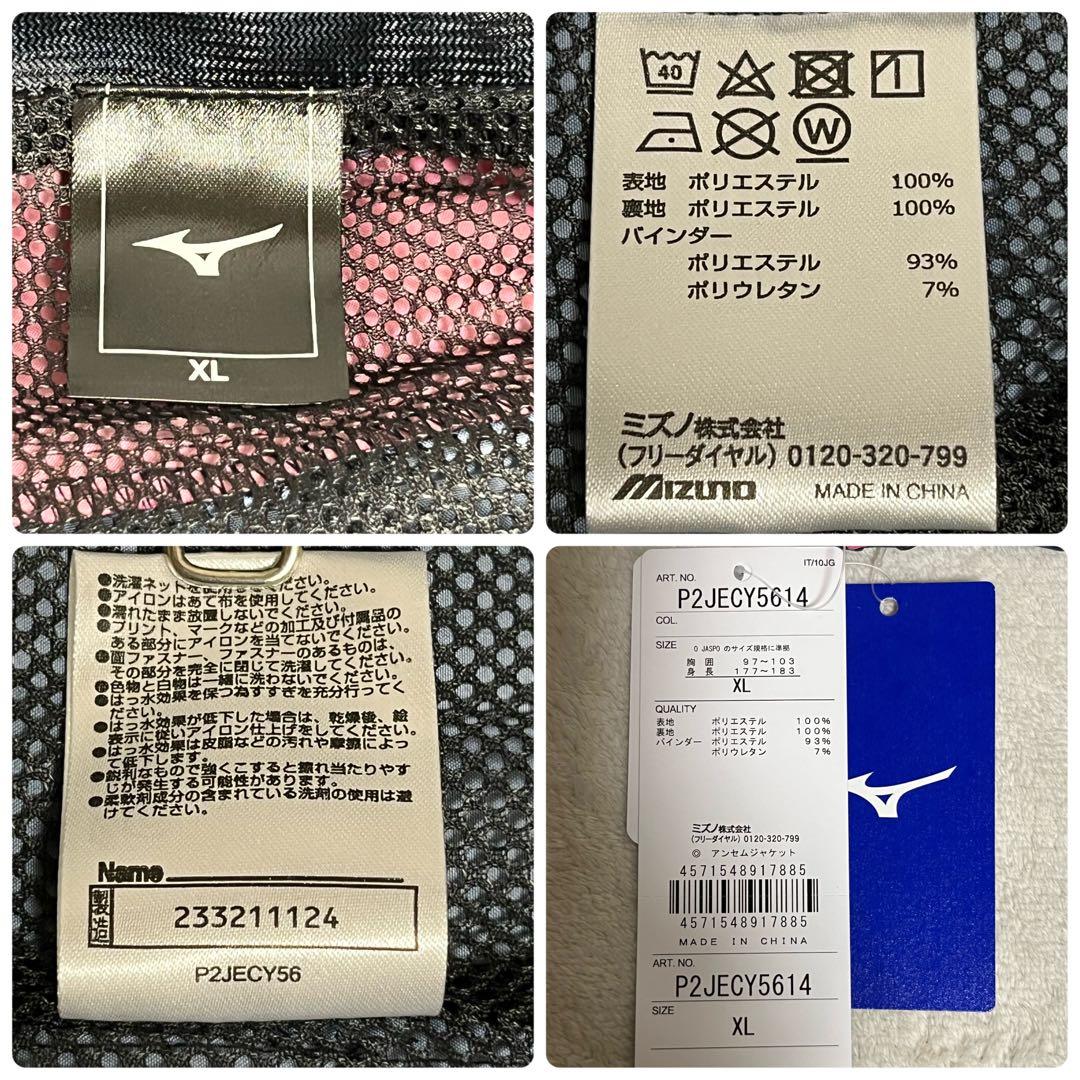 XL
40
W
表地 ポリエステル 100%
裏地 ポリエステル 100%
バインダー
ポリエステル 93%
ポリウレタン 7%
ミズノ株式会社
(フリーダイヤル) 0120-320-799
MIZUNO MADE IN CHINA
●洗濯ネットを使用してください。
●アイロンはあて布を使用してください。
●濡れたまま放置しないでください。
●プリント、マークなどの加工及び付属品の
ある部分にアイロンを当てないでください。
●面ファスナー、ファスナーのあるものは、
その部分を完全に閉じて洗濯してください。
●色物と白物は一緒に洗わないでください。
●はっ水効果を保つ為すすぎを充分行ってく
ださい。
●はっ水効果が低下した場合は、乾燥後、絵
表示に従いアイロン仕上げをしてください。
●はっ水効果は皮脂などの汚れや摩擦によっ
て低下します。
●鋭利なもので強くこすると擦れ当たりやす
じが発生する可能性があります。
●柔軟剤成分の含まれている洗剤の使用は避
けてください。
Name
233211124
P2JECY56
IT/10JG
ART. NO.
P2JECY5614
COL.
SIZE O JASPO のサイズ規格に準拠
胸囲 97~103
身長 177~183
XL
QUALITY
表地 ポリエステル 100%
裏地 ポリエステル 100%
バインダー ポリエステル 93%
ポリウレタン 7%
ミズノ株式会社
(フリーダイヤル) 0120-320-799
◎ アンセムジャケット
4571548917885
4571548917885
MADE IN CHINA
ART. NO.
P2JECY5614
SIZE
XL